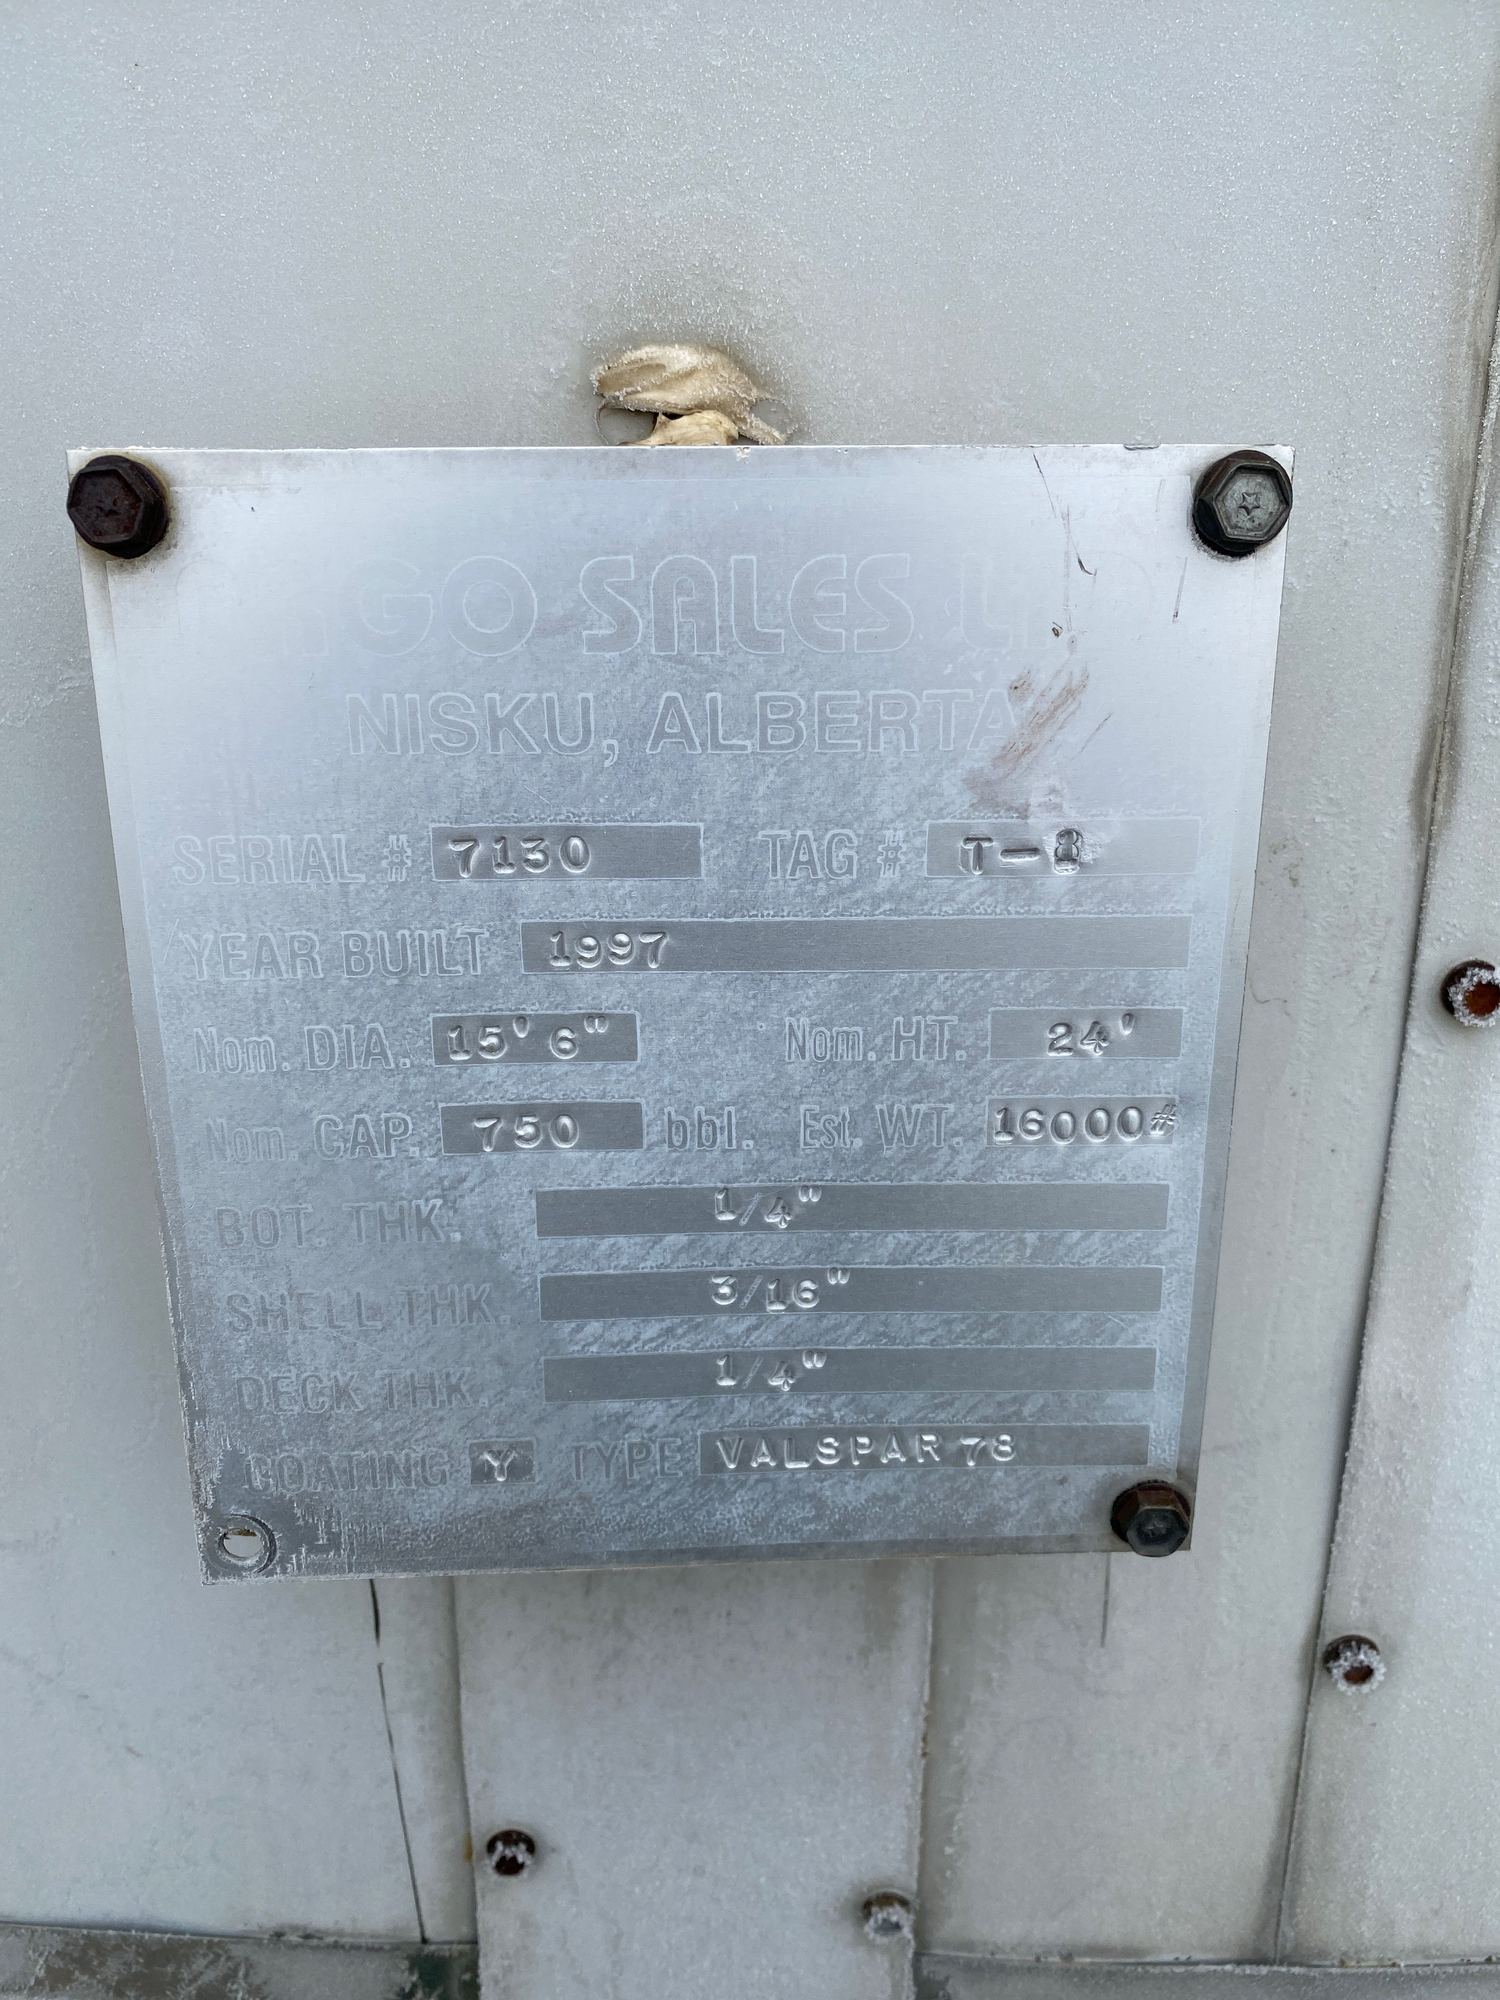 ARGO SALES LTD.
NISKU, ALBERTA
SERIAL # 7130 TAG # T-
YEAR BUILT 1997
Nom. DIA. 15' 6" Nom. HT. 24'
Nom. CAP. 750 bbl. Est. WT. 16000#
BOT. THK. 1/4"
SHELL THK. 3/16"
DECK THK. 1/4"
COATING Y TYPE VALSPAR 78